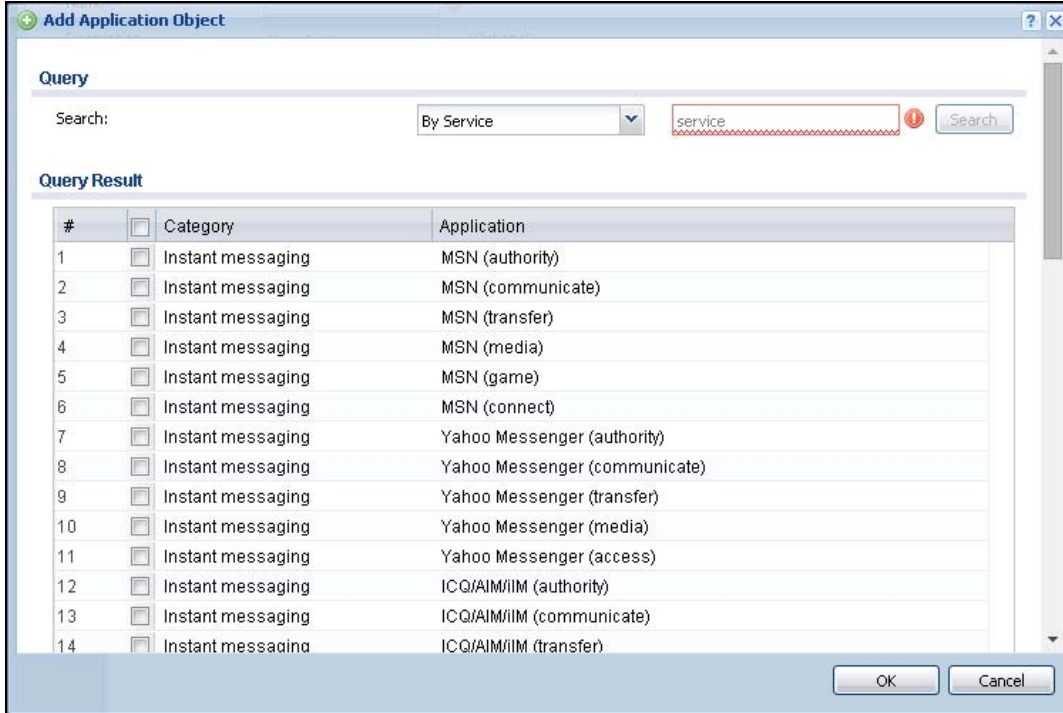 Add Application Object
Query
Search: By Service service Search
Query Result
# Category Application
1 Instant messaging MSN (authority)
2 Instant messaging MSN (communicate)
3 Instant messaging MSN (transfer)
4 Instant messaging MSN (media)
5 Instant messaging MSN (game)
6 Instant messaging MSN (connect)
7 Instant messaging Yahoo Messenger (authority)
8 Instant messaging Yahoo Messenger (communicate)
9 Instant messaging Yahoo Messenger (transfer)
10 Instant messaging Yahoo Messenger (media)
11 Instant messaging Yahoo Messenger (access)
12 Instant messaging ICQ/AIM/iIM (authority)
13 Instant messaging ICQ/AIM/iIM (communicate)
14 Instant messaging ICQ/AIM/iIM (transfer)
OK Cancel